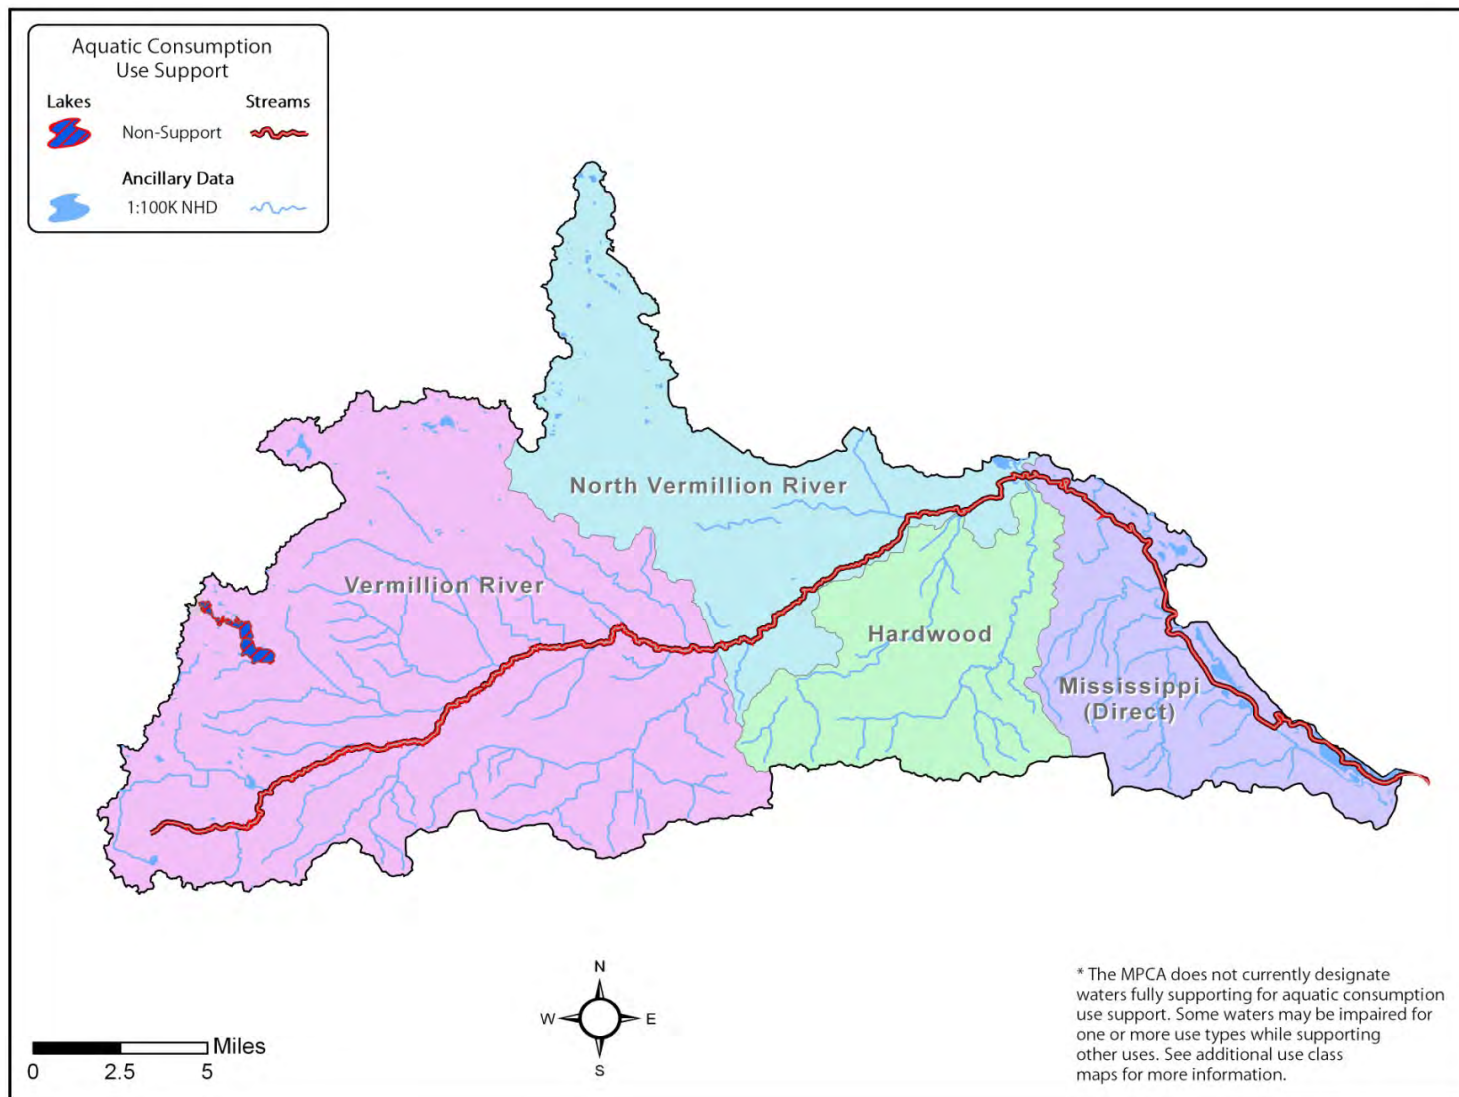 Aquatic Consumption
Use Support
Lakes
Streams
Non-Support
Ancillary Data
1:100K NHD
North Vermillion River
Vermillion River
Hardwood
Mississippi
(Direct)
N
W
E
S
Miles
0
2.5
5
* The MPCA does not currently designate
waters fully supporting for aquatic consumption
use support. Some waters may be impaired for
one or more use types while supporting
other uses. See additional use class
maps for more information.